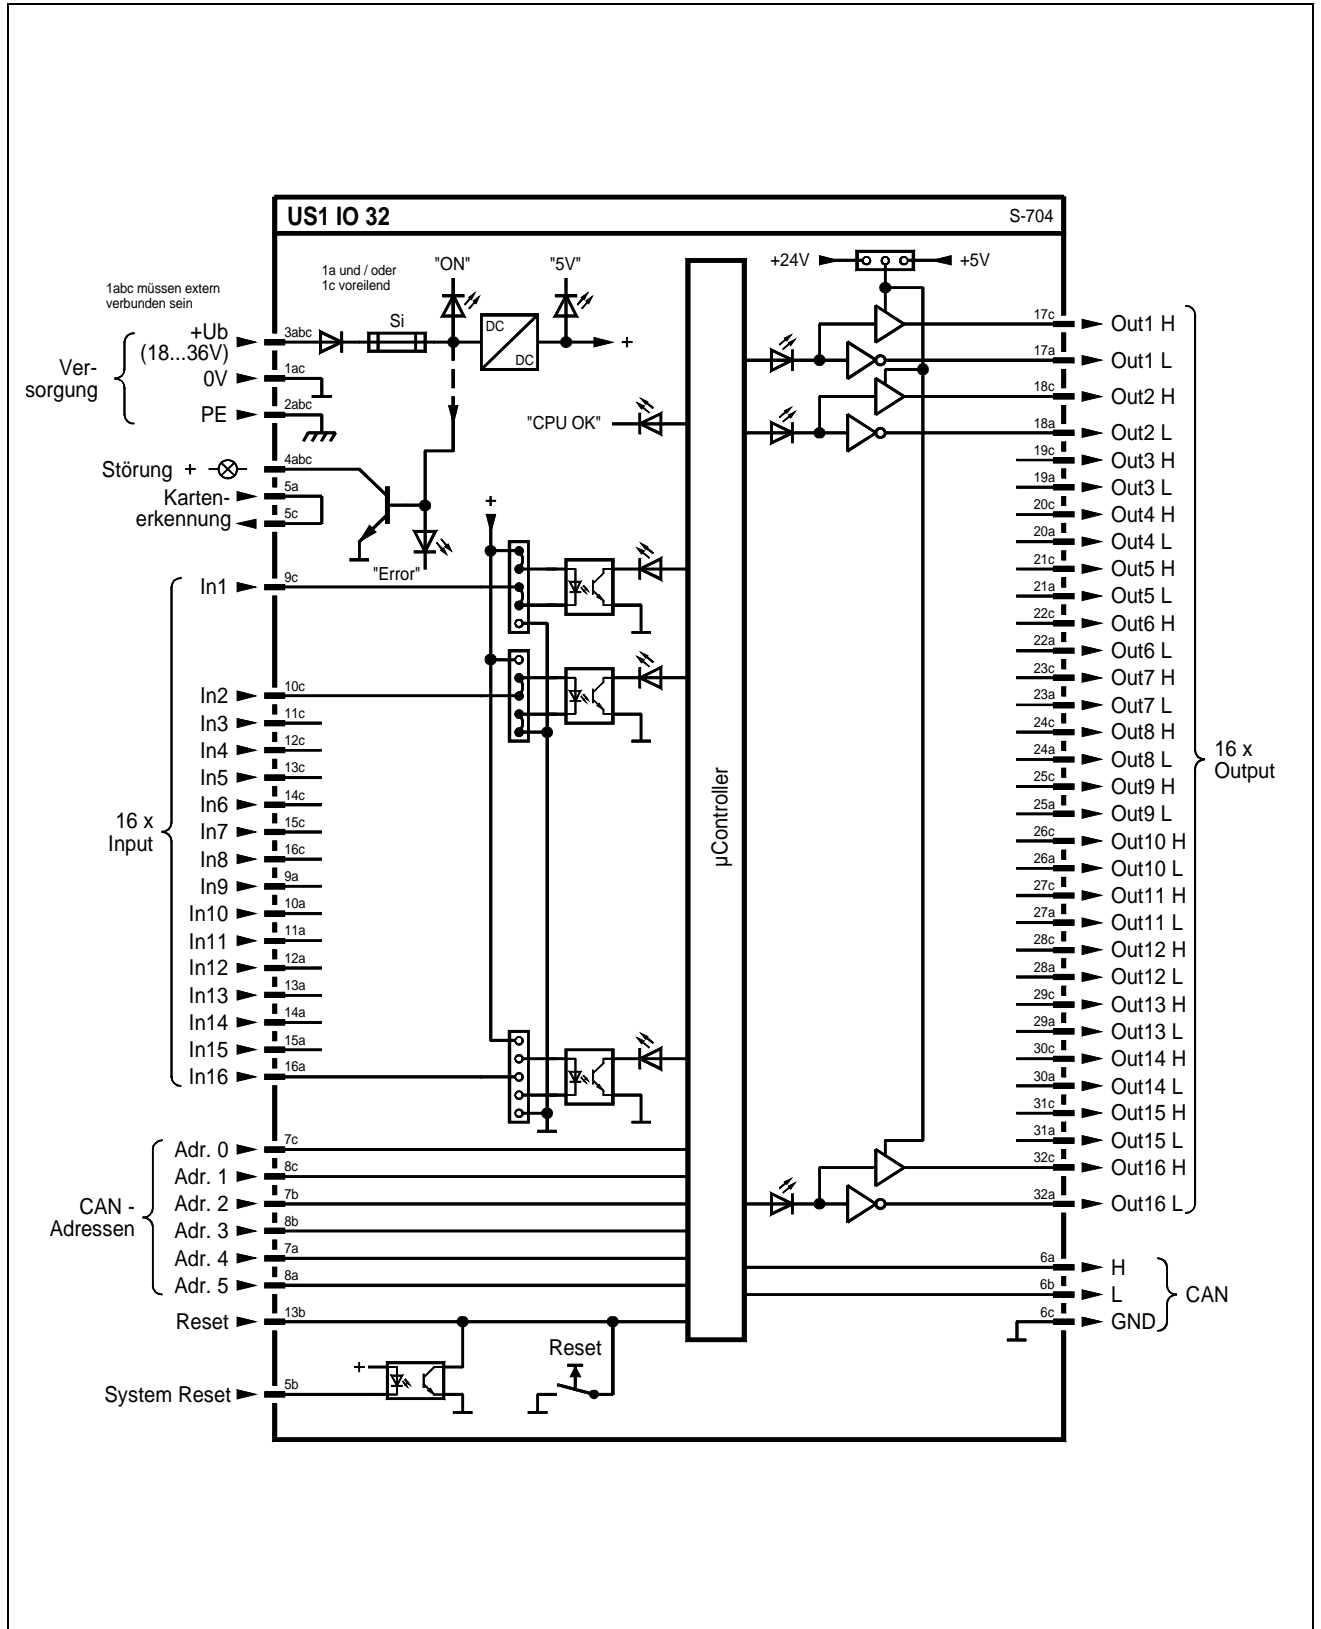 US1 IO 32
S-704
1a und / oder
1c voreilend
"ON"
"5V"
+24V
+5V
1abc müssen extern
verbunden sein
Si
DC
DC
+
Ver-
sorgung
+Ub
(18...36V)
3abc
0V
1ac
PE
2abc
Störung + -
4abc
Karten-
erkennung
5a
5c
"CPU OK"
"Error"
+
16 x
Input
In1
9c
In2
10c
In3
11c
In4
12c
In5
13c
In6
14c
In7
15c
In8
16c
In9
9a
In10
10a
In11
11a
In12
12a
In13
13a
In14
14a
In15
15a
In16
16a
CAN -
Adressen
Adr. 0
7c
Adr. 1
8c
Adr. 2
7b
Adr. 3
8b
Adr. 4
7a
Adr. 5
8a
Reset
13b
System Reset
5b
+
Reset
µController
17c
Out1 H
17a
Out1 L
18c
Out2 H
18a
Out2 L
19c
Out3 H
19a
Out3 L
20c
Out4 H
20a
Out4 L
21c
Out5 H
21a
Out5 L
22c
Out6 H
22a
Out6 L
23c
Out7 H
23a
Out7 L
24c
Out8 H
24a
Out8 L
25c
Out9 H
25a
Out9 L
26c
Out10 H
26a
Out10 L
27c
Out11 H
27a
Out11 L
28c
Out12 H
28a
Out12 L
29c
Out13 H
29a
Out13 L
30c
Out14 H
30a
Out14 L
31c
Out15 H
31a
Out15 L
32c
Out16 H
32a
Out16 L
16 x
Output
6a
H
6b
L
6c
GND
CAN